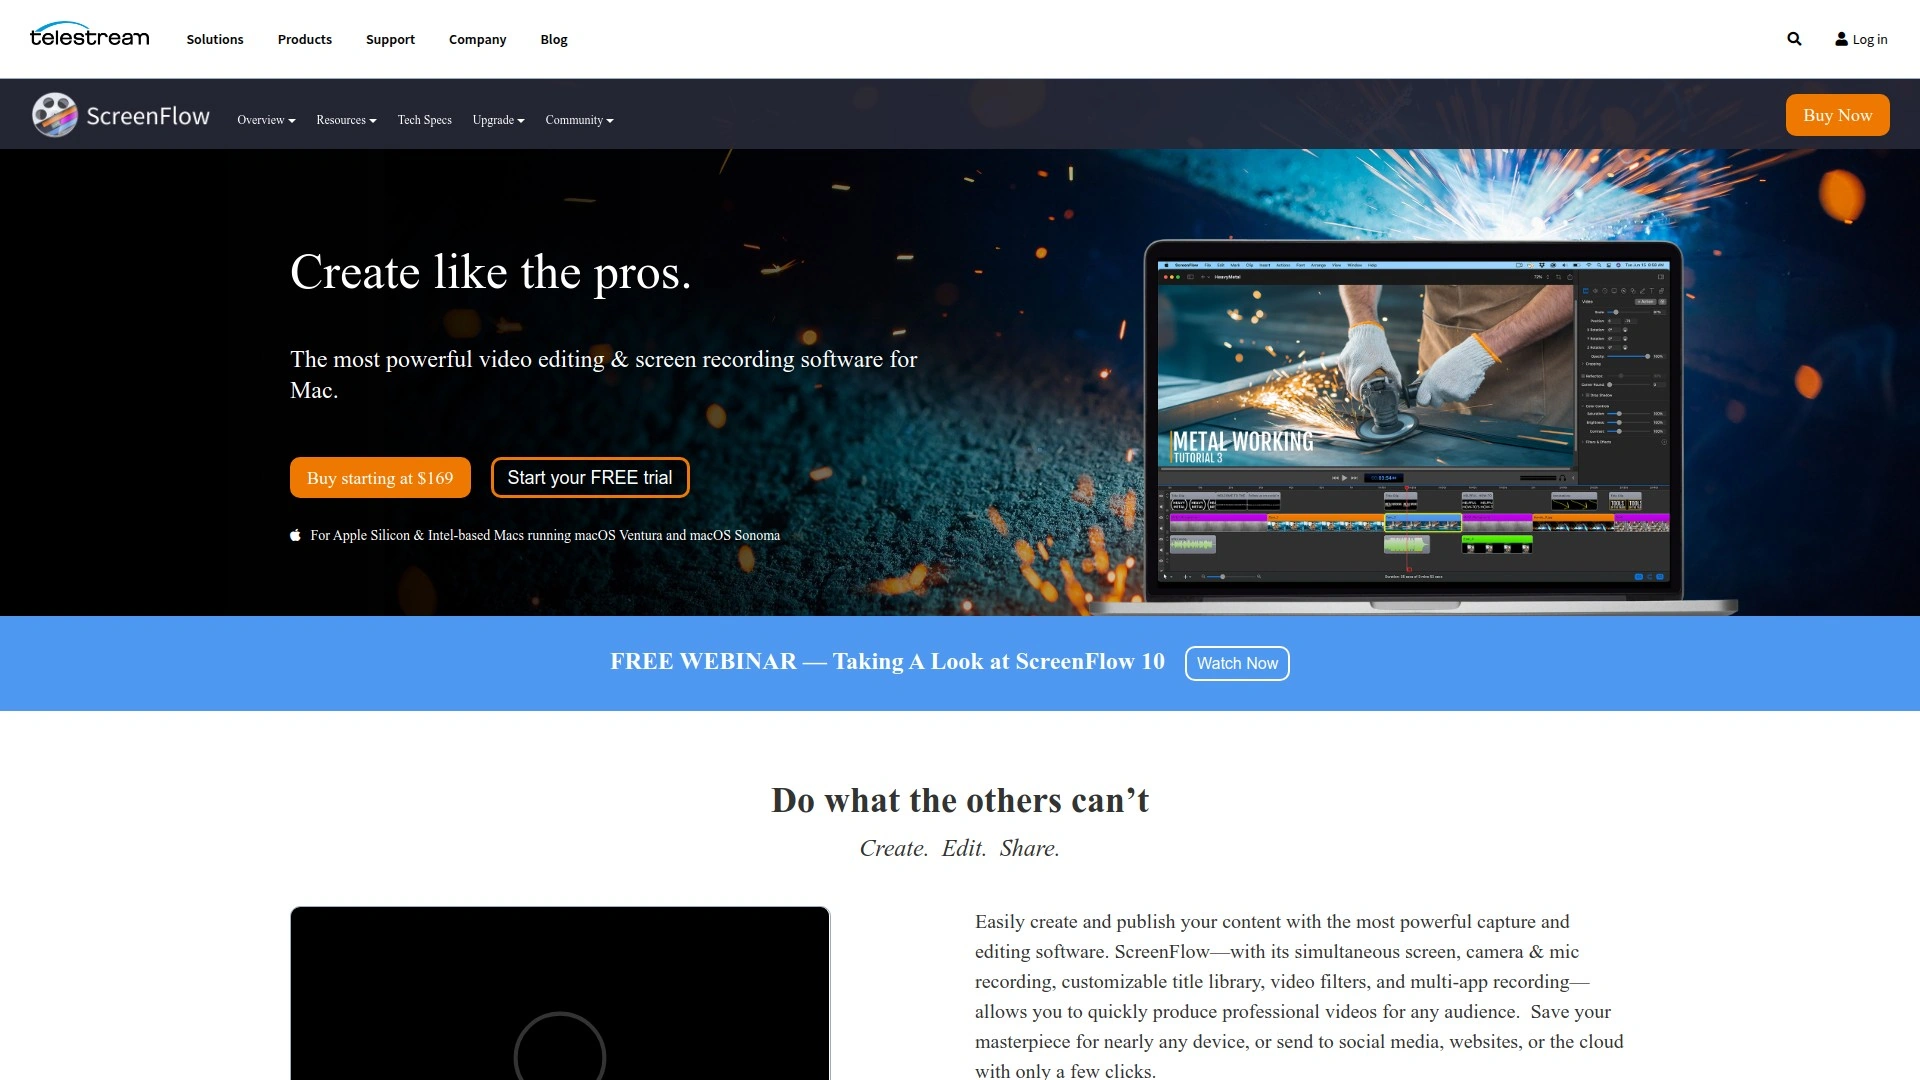 telestream
Solutions
Products
Support
Company
Blog
Log in
ScreenFlow
Overview
Resources
Tech Specs
Upgrade
Community
Buy Now
Create like the pros.
The most powerful video editing & screen recording software for
Mac.
Buy starting at $169
Start your FREE trial
For Apple Silicon & Intel-based Macs running macOS Ventura and macOS Sonoma
HeavyMetal
METAL WORKING
TUTORIAL 3
FREE WEBINAR — Taking A Look at ScreenFlow 10
Watch Now
Do what the others can’t
Create. Edit. Share.
Easily create and publish your content with the most powerful capture and
editing software. ScreenFlow—with its simultaneous screen, camera & mic
recording, customizable title library, video filters, and multi-app recording—
allows you to quickly produce professional videos for any audience. Save your
masterpiece for nearly any device, or send to social media, websites, or the cloud
with only a few clicks.